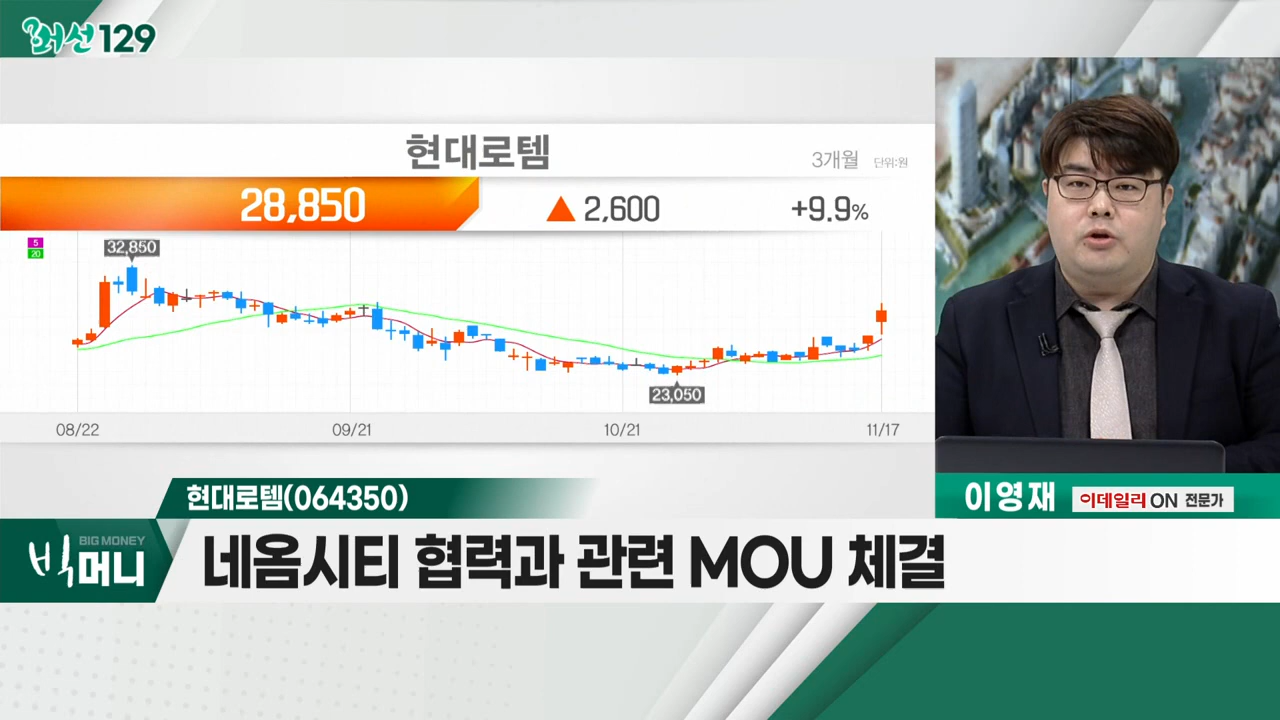 최선129
현대로템
3개월 단위:원
28,850 ▲ 2,600 +9.9%
5
20
32,850
23,050
08/22 09/21 10/21 11/17
이영재 이데일리 ON 전문가
현대로템(064350)
BIG MONEY
빅머니
네옴시티 협력과 관련 MOU 체결